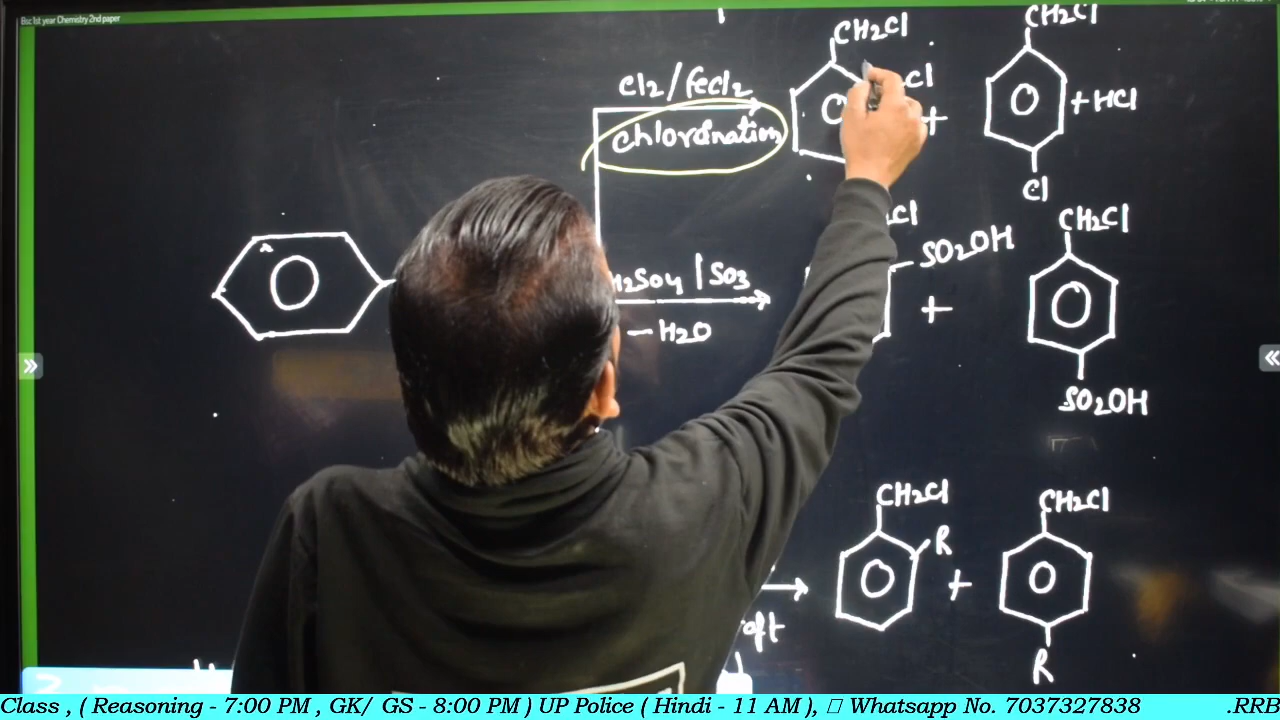 Bsc 1st year Chemistry 2nd paper
CH2Cl
CH2Cl
Cl2/fecl2
Cl
+
+HCl
chlordination
Cl
CH2Cl
SO2OH
H2SO4 | SO3
+
- H2O
SO2OH
CH2Cl
CH2Cl
R
+
R
Class , ( Reasoning - 7:00 PM , GK/ GS - 8:00 PM ) UP Police ( Hindi - 11 AM ), Whatsapp No. 7037327838 .RRB